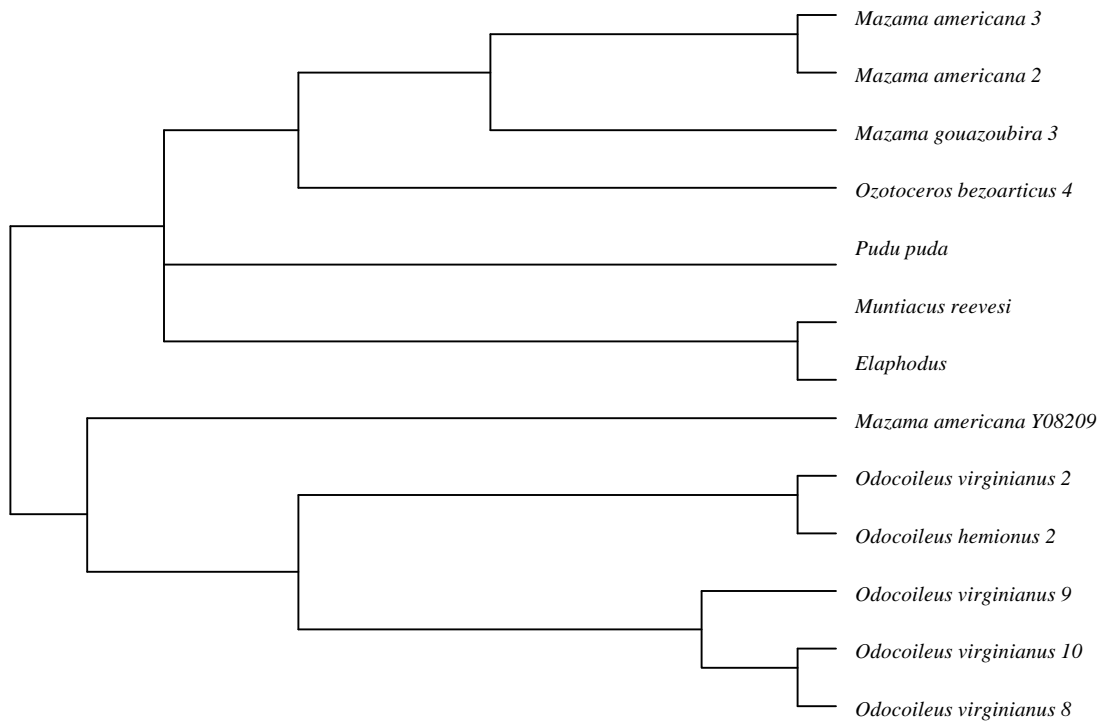 Mazama americana 3
Mazama americana 2
Mazama gouazoubira 3
Ozotoceros bezoarticus 4
Pudu puda
Muntiacus reevesi
Elaphodus
Mazama americana Y08209
Odocoileus virginianus 2
Odocoileus hemionus 2
Odocoileus virginianus 9
Odocoileus virginianus 10
Odocoileus virginianus 8